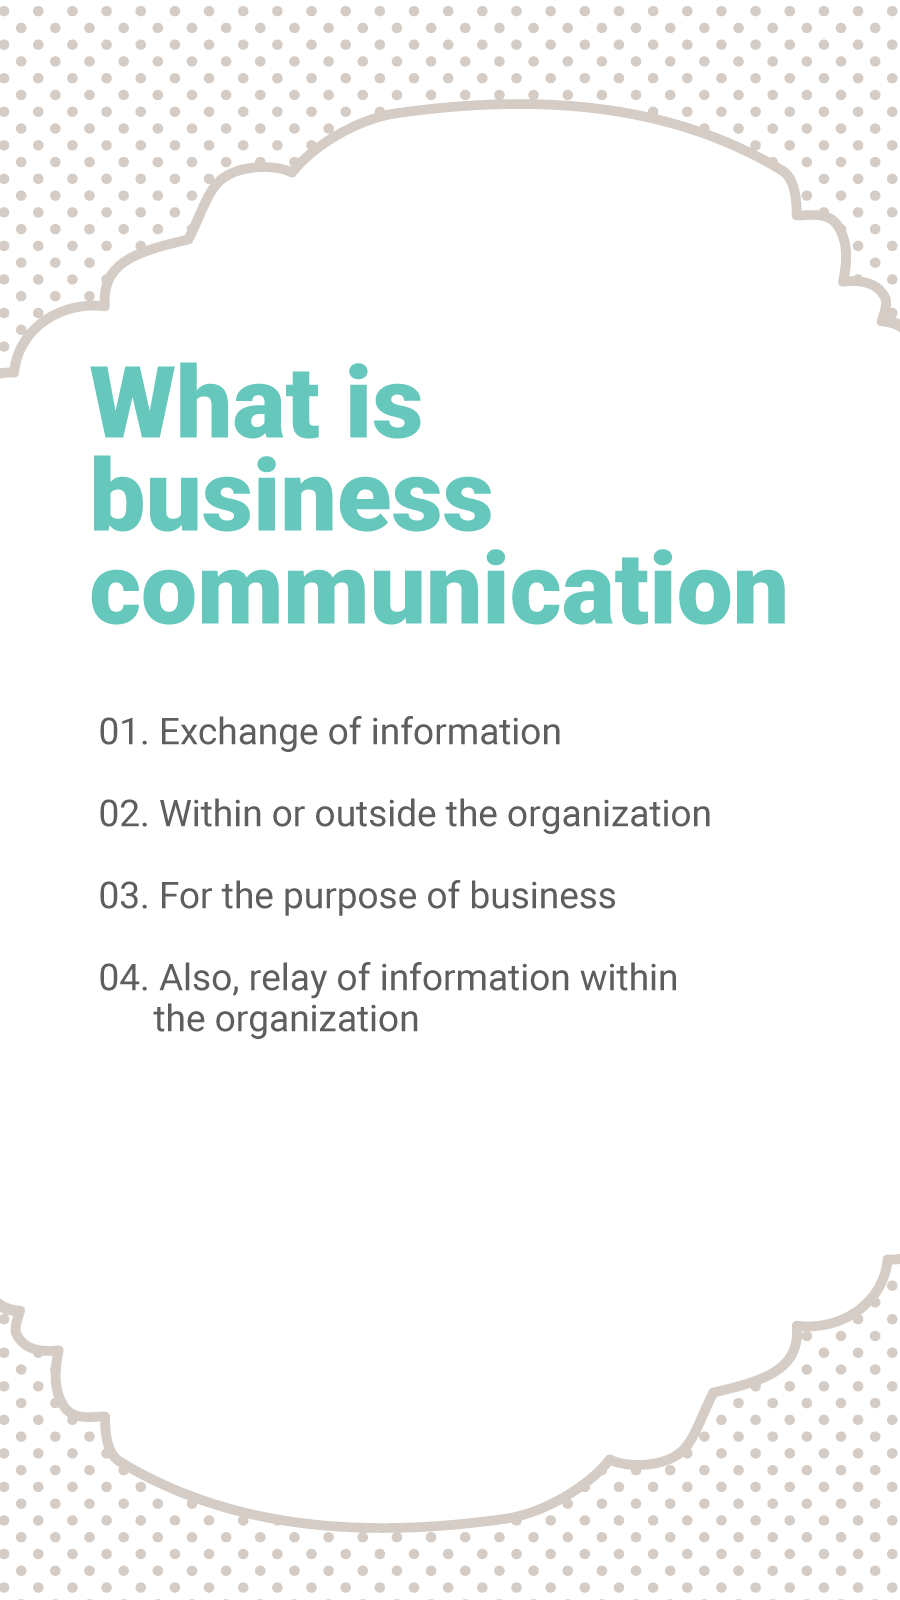 What is
business
communication
01. Exchange of information
02. Within or outside the organization
03. For the purpose of business
04. Also, relay of information within
the organization